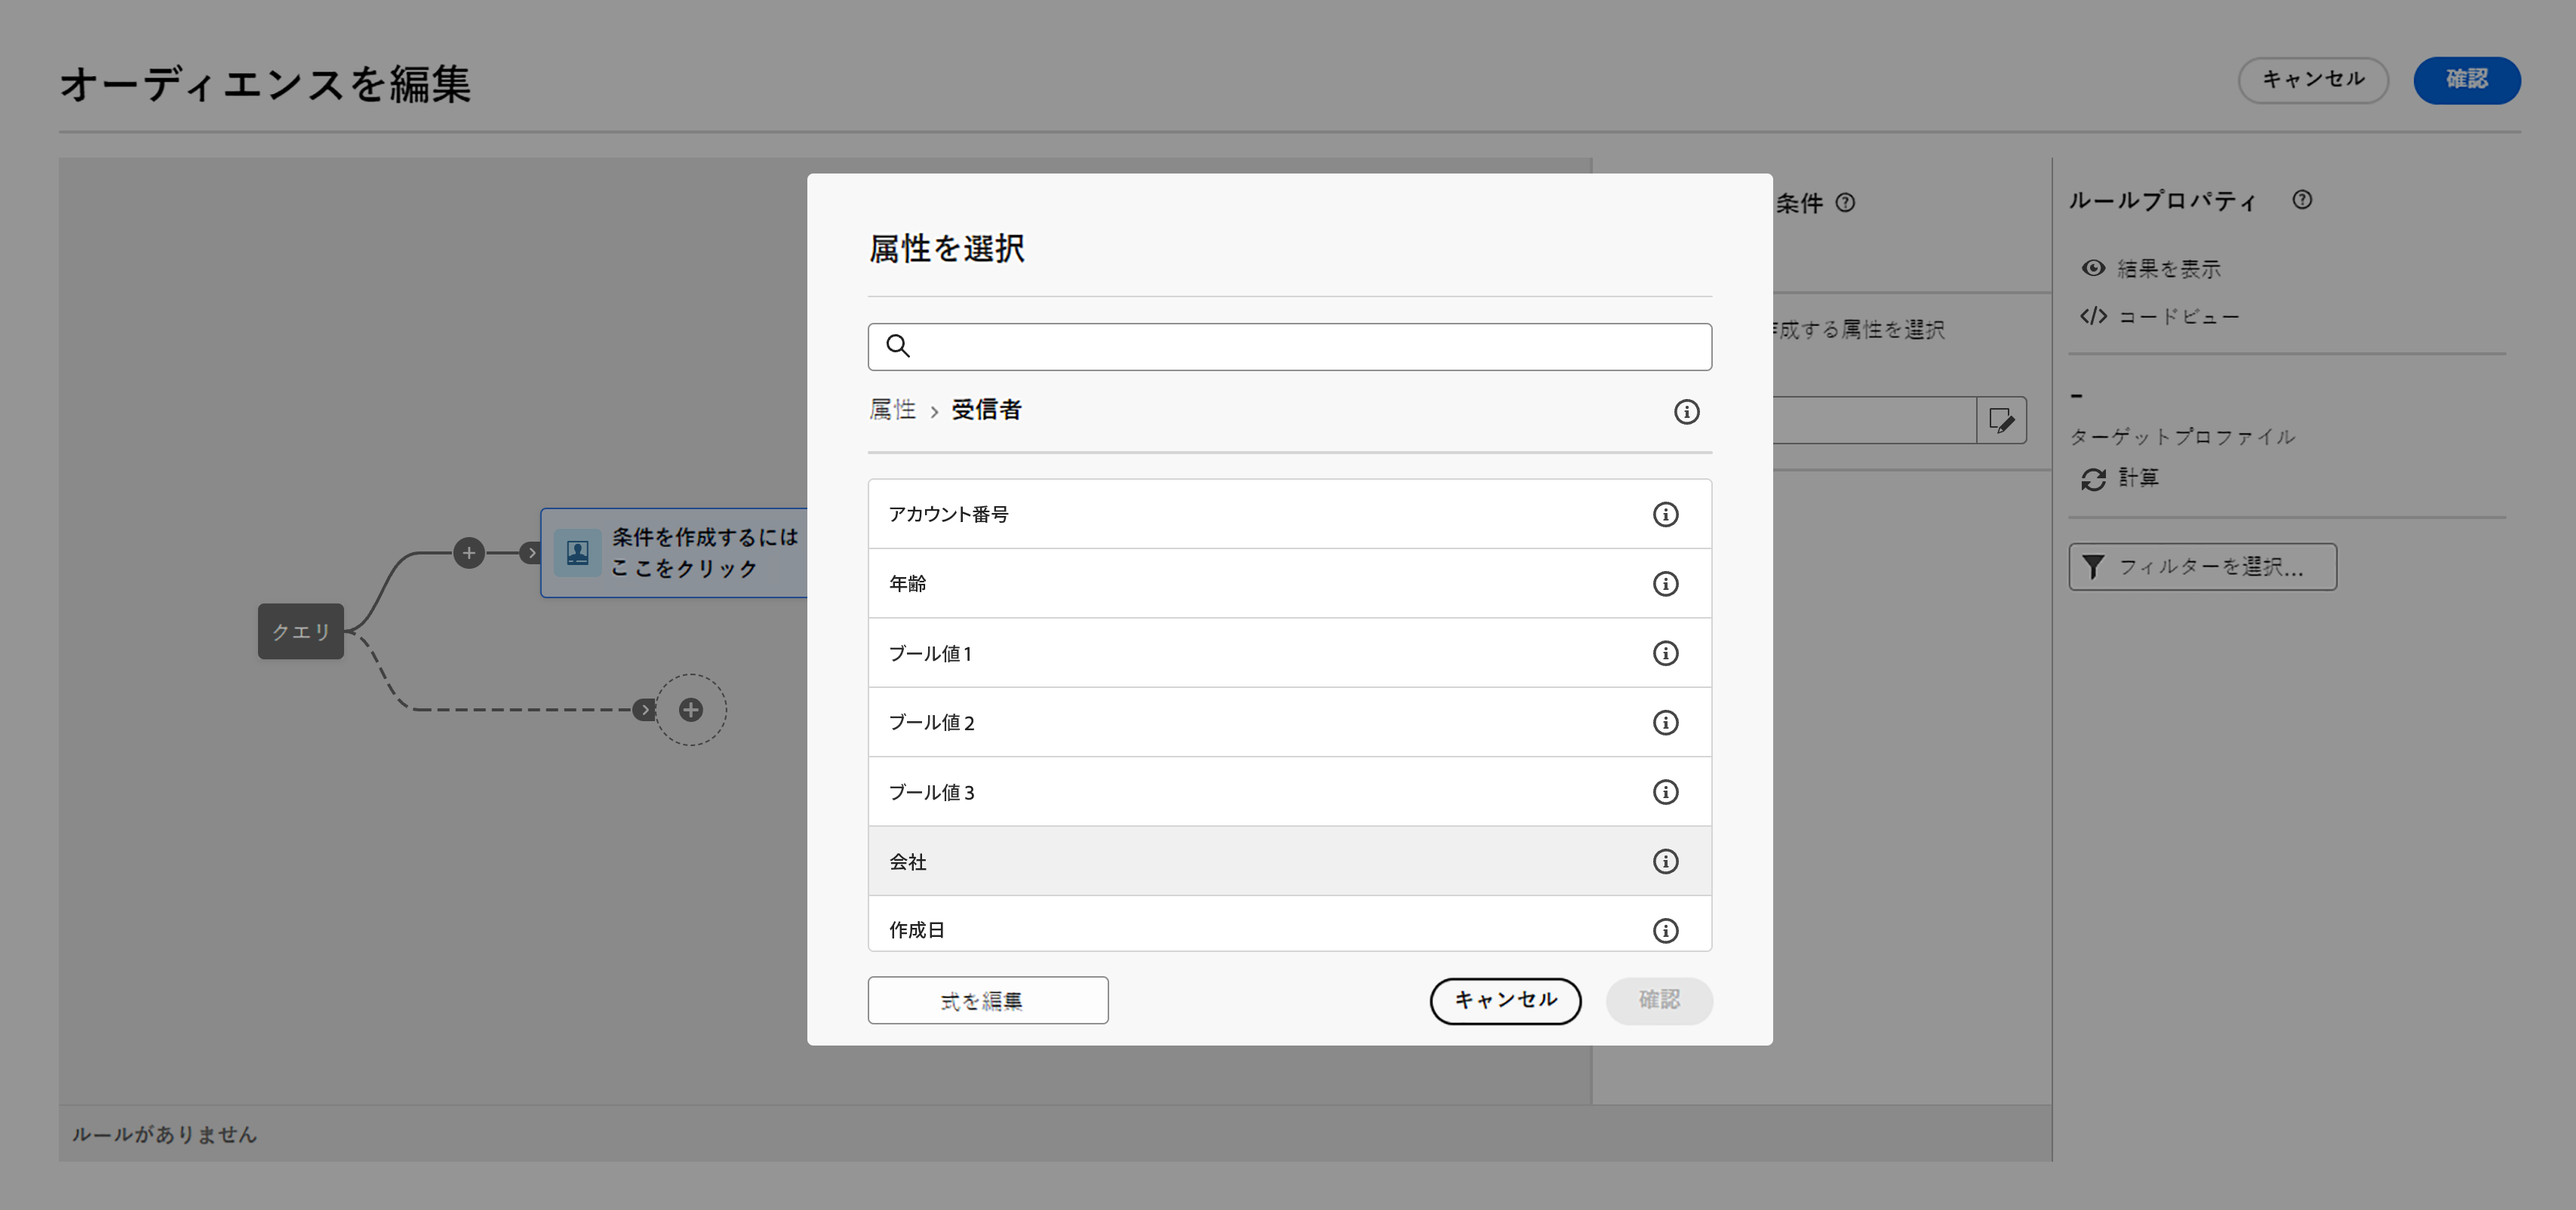 オーディエンスを編集
キャンセル
確認
属性を選択
属性 › 受信者
アカウント番号
年齢
ブール値 1
ブール値 2
ブール値 3
会社
作成日
式を編集
キャンセル
確認
クエリ
条件を作成するには
ここをクリック
条件
成する属性を選択
ルールプロパティ
結果を表示
コードビュー
–
ターゲットプロファイル
計算
フィルターを選択...
ルールがありません